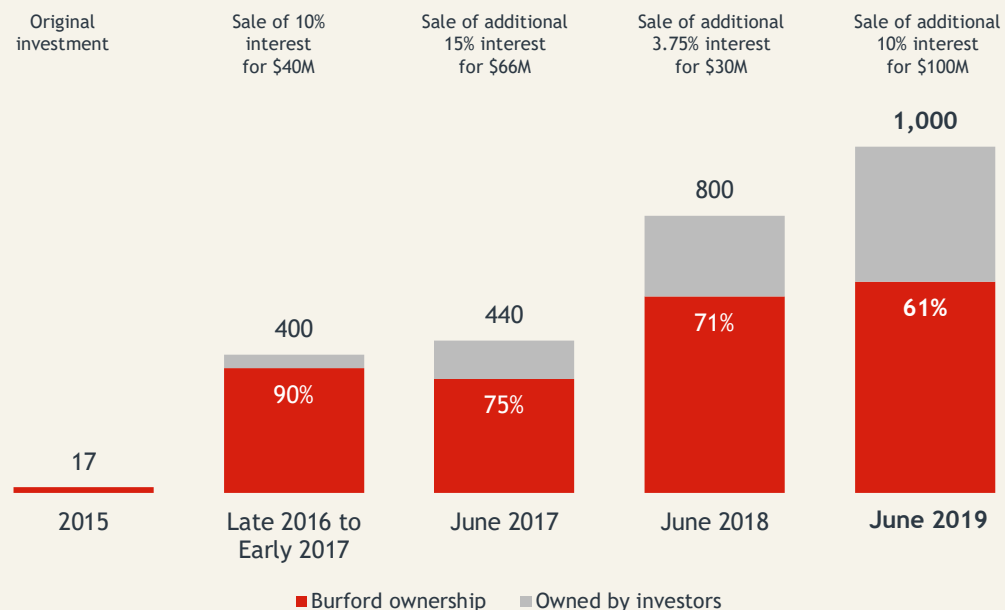 Original
investment
Sale of 10%
interest
for $40M
Sale of additional
15% interest
for $66M
Sale of additional
3.75% interest
for $30M
Sale of additional
10% interest
for $100M
1,000
800
61%
71%
440
400
90%
75%
17
2015
Late 2016 to
Early 2017
June 2017
June 2018
June 2019
Burford ownership
Owned by investors